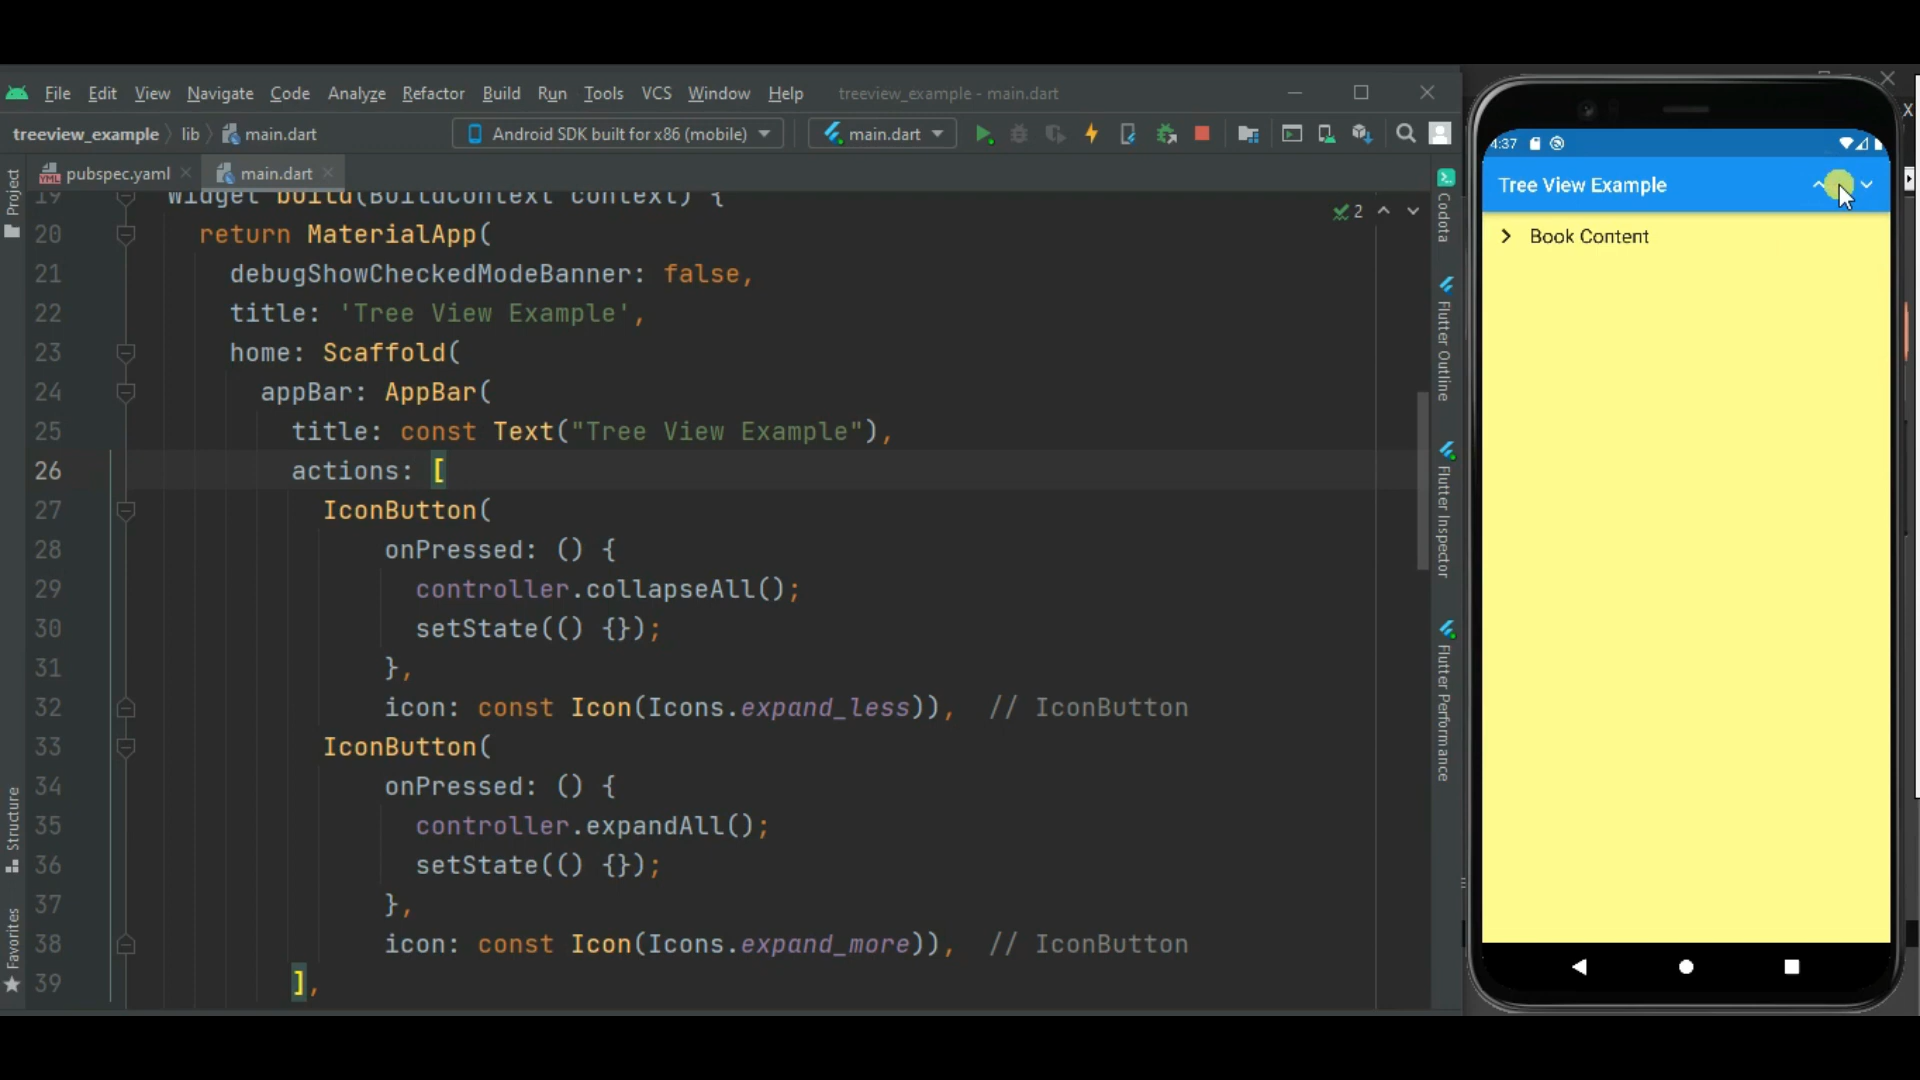 File Edit View Navigate Code Analyze Refactor Build Run Tools VCS Window Help treeview_example - main.dart
treeview_example lib main.dart Android SDK built for x86 (mobile) main.dart
pubspec.yaml main.dart
Project
Structure
Favorites
19 Widget build(BuildContext context) {
20 return MaterialApp(
21 debugShowCheckedModeBanner: false,
22 title: 'Tree View Example',
23 home: Scaffold(
24 appBar: AppBar(
25 title: const Text("Tree View Example"),
26 actions: [
27 IconButton(
28 onPressed: () {
29 controller.collapseAll();
30 setState(() {});
31 },
32 icon: const Icon(Icons.expand_less)), // IconButton
33 IconButton(
34 onPressed: () {
35 controller.expandAll();
36 setState(() {});
37 },
38 icon: const Icon(Icons.expand_more)), // IconButton
39 ],
2
Codota
Flutter Outline
Flutter Inspector
Flutter Performance
4:37
Tree View Example
Book Content